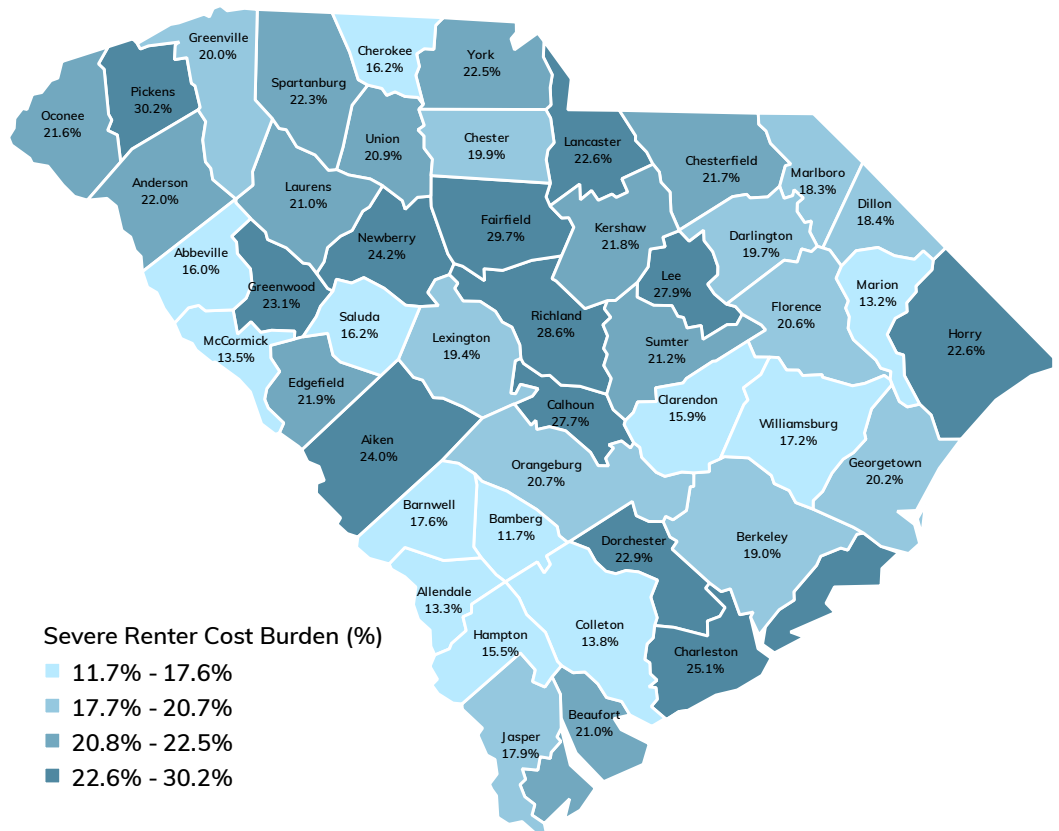 Greenville
20.0%
Cherokee
16.2%
York
22.5%
Pickens
30.2%
Spartanburg
22.3%
Oconee
21.6%
Union
20.9%
Chester
19.9%
Lancaster
22.6%
Chesterfield
21.7%
Marlboro
18.3%
Anderson
22.0%
Laurens
21.0%
Dillon
18.4%
Fairfield
29.7%
Kershaw
21.8%
Darlington
19.7%
Newberry
24.2%
Abbeville
16.0%
Lee
27.9%
Greenwood
23.1%
Marion
13.2%
Saluda
16.2%
Richland
28.6%
Florence
20.6%
McCormick
13.5%
Lexington
19.4%
Sumter
21.2%
Horry
22.6%
Edgefield
21.9%
Calhoun
27.7%
Clarendon
15.9%
Williamsburg
17.2%
Aiken
24.0%
Orangeburg
20.7%
Georgetown
20.2%
Barnwell
17.6%
Bamberg
11.7%
Dorchester
22.9%
Berkeley
19.0%
Allendale
13.3%
Hampton
15.5%
Colleton
13.8%
Charleston
25.1%
Beaufort
21.0%
Jasper
17.9%
Severe Renter Cost Burden (%)
11.7% - 17.6%
17.7% - 20.7%
20.8% - 22.5%
22.6% - 30.2%